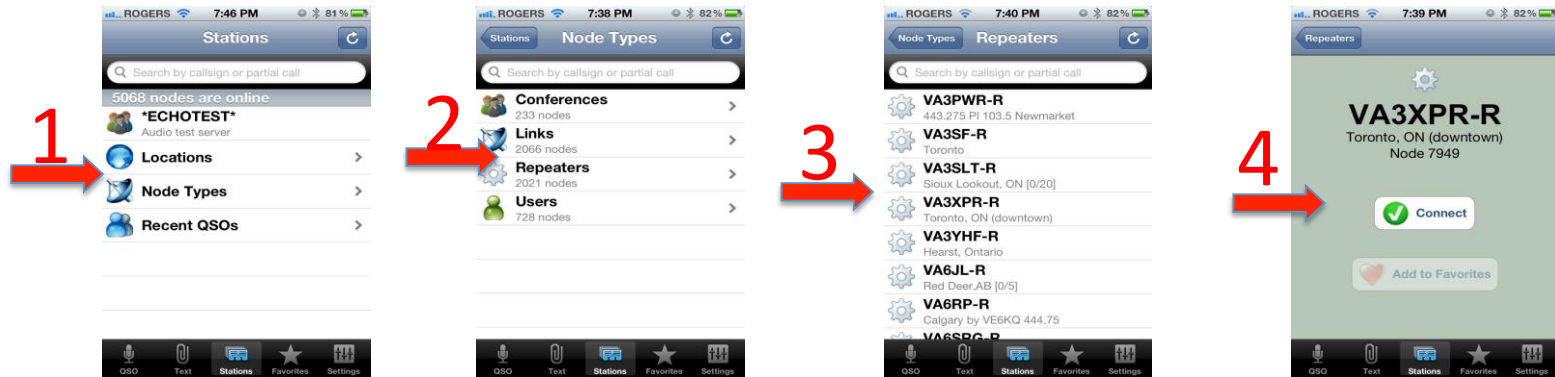 1
ROGERS 7:46 PM 81%
Stations
Search by callsign or partial call
5068 nodes are online
*ECHOTEST*
Audio test server
Locations
Node Types
Recent QSOs
QSO Text Stations Favorites Settings
2
ROGERS 7:38 PM 82%
Stations Node Types
Search by callsign or partial call
Conferences
233 nodes
Links
2066 nodes
Repeaters
2021 nodes
Users
728 nodes
QSO Text Stations Favorites Settings
3
ROGERS 7:40 PM 82%
Node Types Repeaters
Search by callsign or partial call
VA3PWR-R
443.275 Pl 103.5 Newmarket
VA3SF-R
Toronto
VA3SLT-R
Sioux Lookout, ON [0/20]
VA3XPR-R
Toronto, ON (downtown)
VA3YHF-R
Hearst, Ontario
VA6JL-R
Red Deer,AB [0/5]
VA6RP-R
Calgary by VE6KQ 444.75
VA6SRG-R
QSO Text Stations Favorites Settings
4
ROGERS 7:39 PM 82%
Repeaters
VA3XPR-R
Toronto, ON (downtown)
Node 7949
Connect
Add to Favorites
QSO Text Stations Favorites Settings